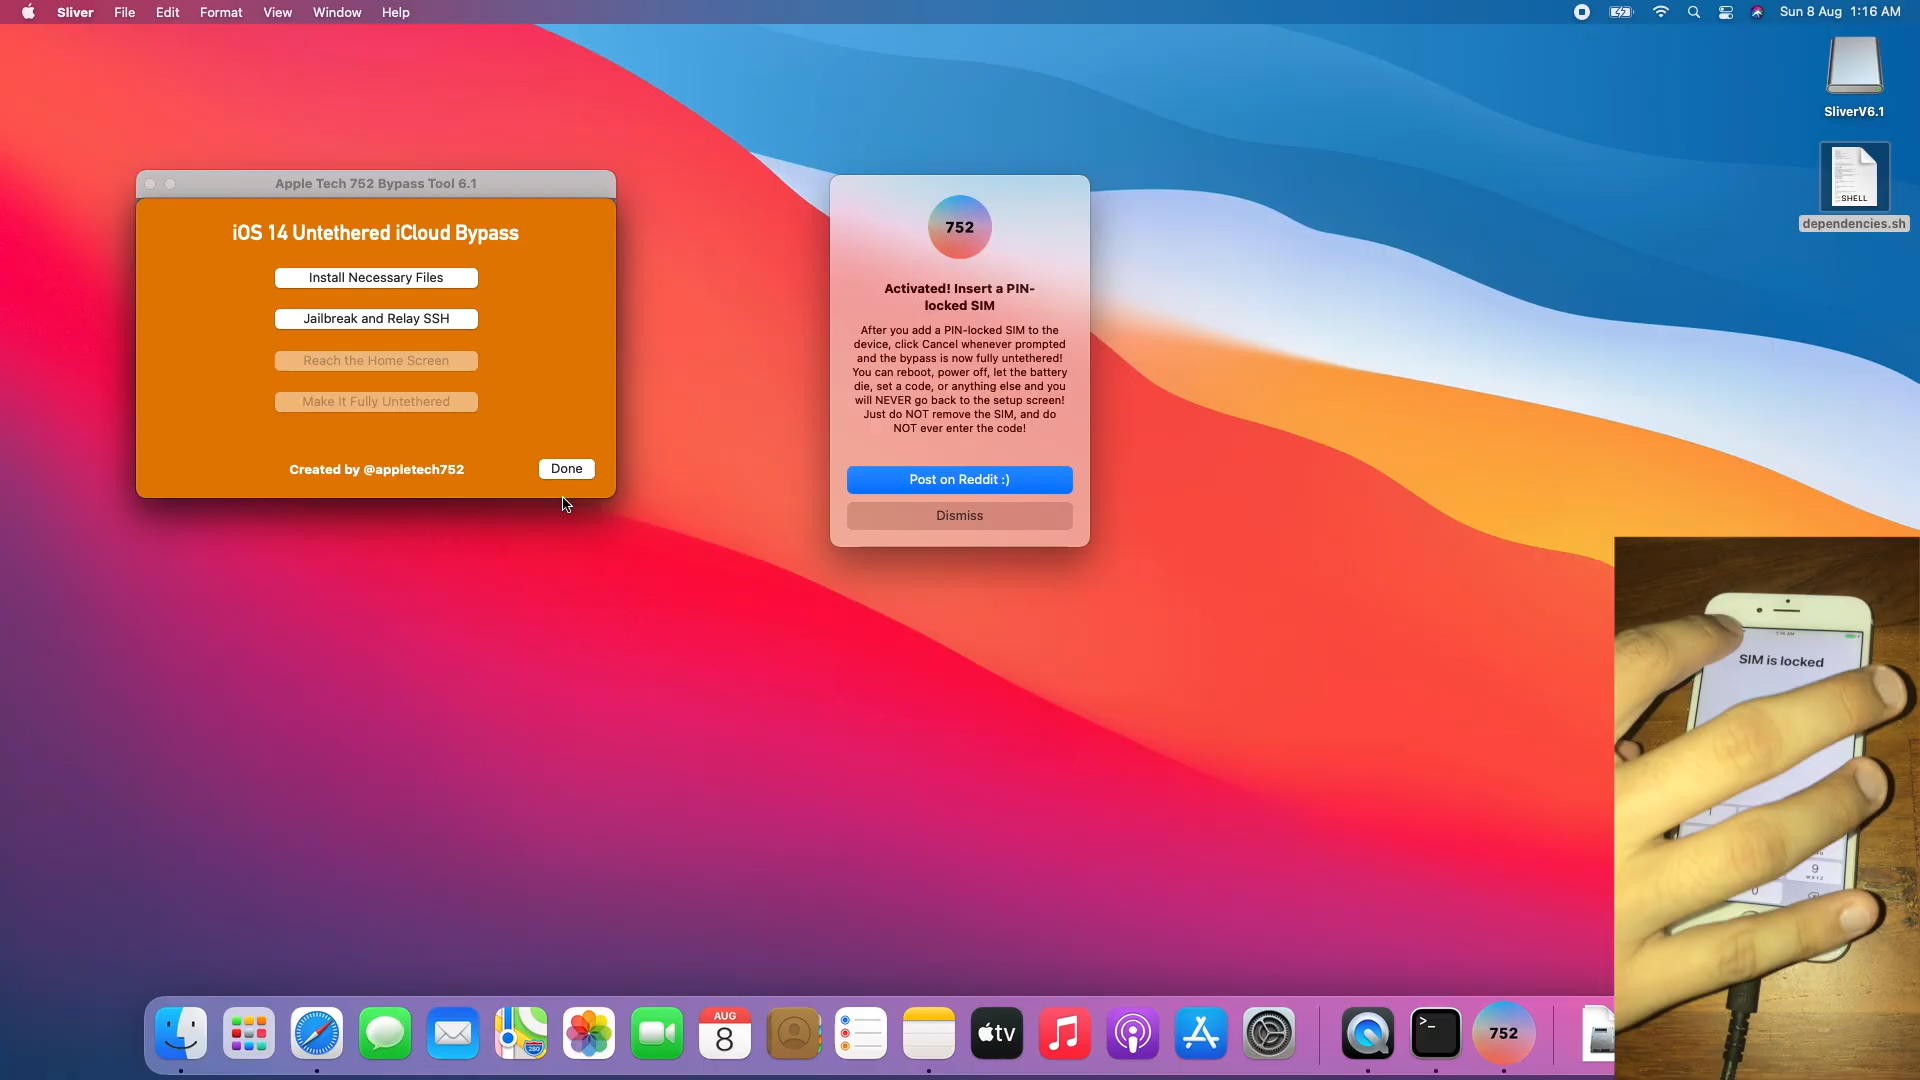 Sliver File Edit Format View Window Help
Sun 8 Aug 1:16 AM
SliverV6.1
SHELL
dependencies.sh
Apple Tech 752 Bypass Tool 6.1
iOS 14 Untethered iCloud Bypass
Install Necessary Files
Jailbreak and Relay SSH
Reach the Home Screen
Make It Fully Untethered
Created by @appletech752
Done
752
Activated! Insert a PIN-
locked SIM
After you add a PIN-locked SIM to the
device, click Cancel whenever prompted
and the bypass is now fully untethered!
You can reboot, power off, let the battery
die, set a code, or anything else and you
will NEVER go back to the setup screen!
Just do NOT remove the SIM, and do
NOT ever enter the code!
Post on Reddit :)
Dismiss
SIM is locked
9
WXYZ
0
AUG
8
280
tv
>_
752